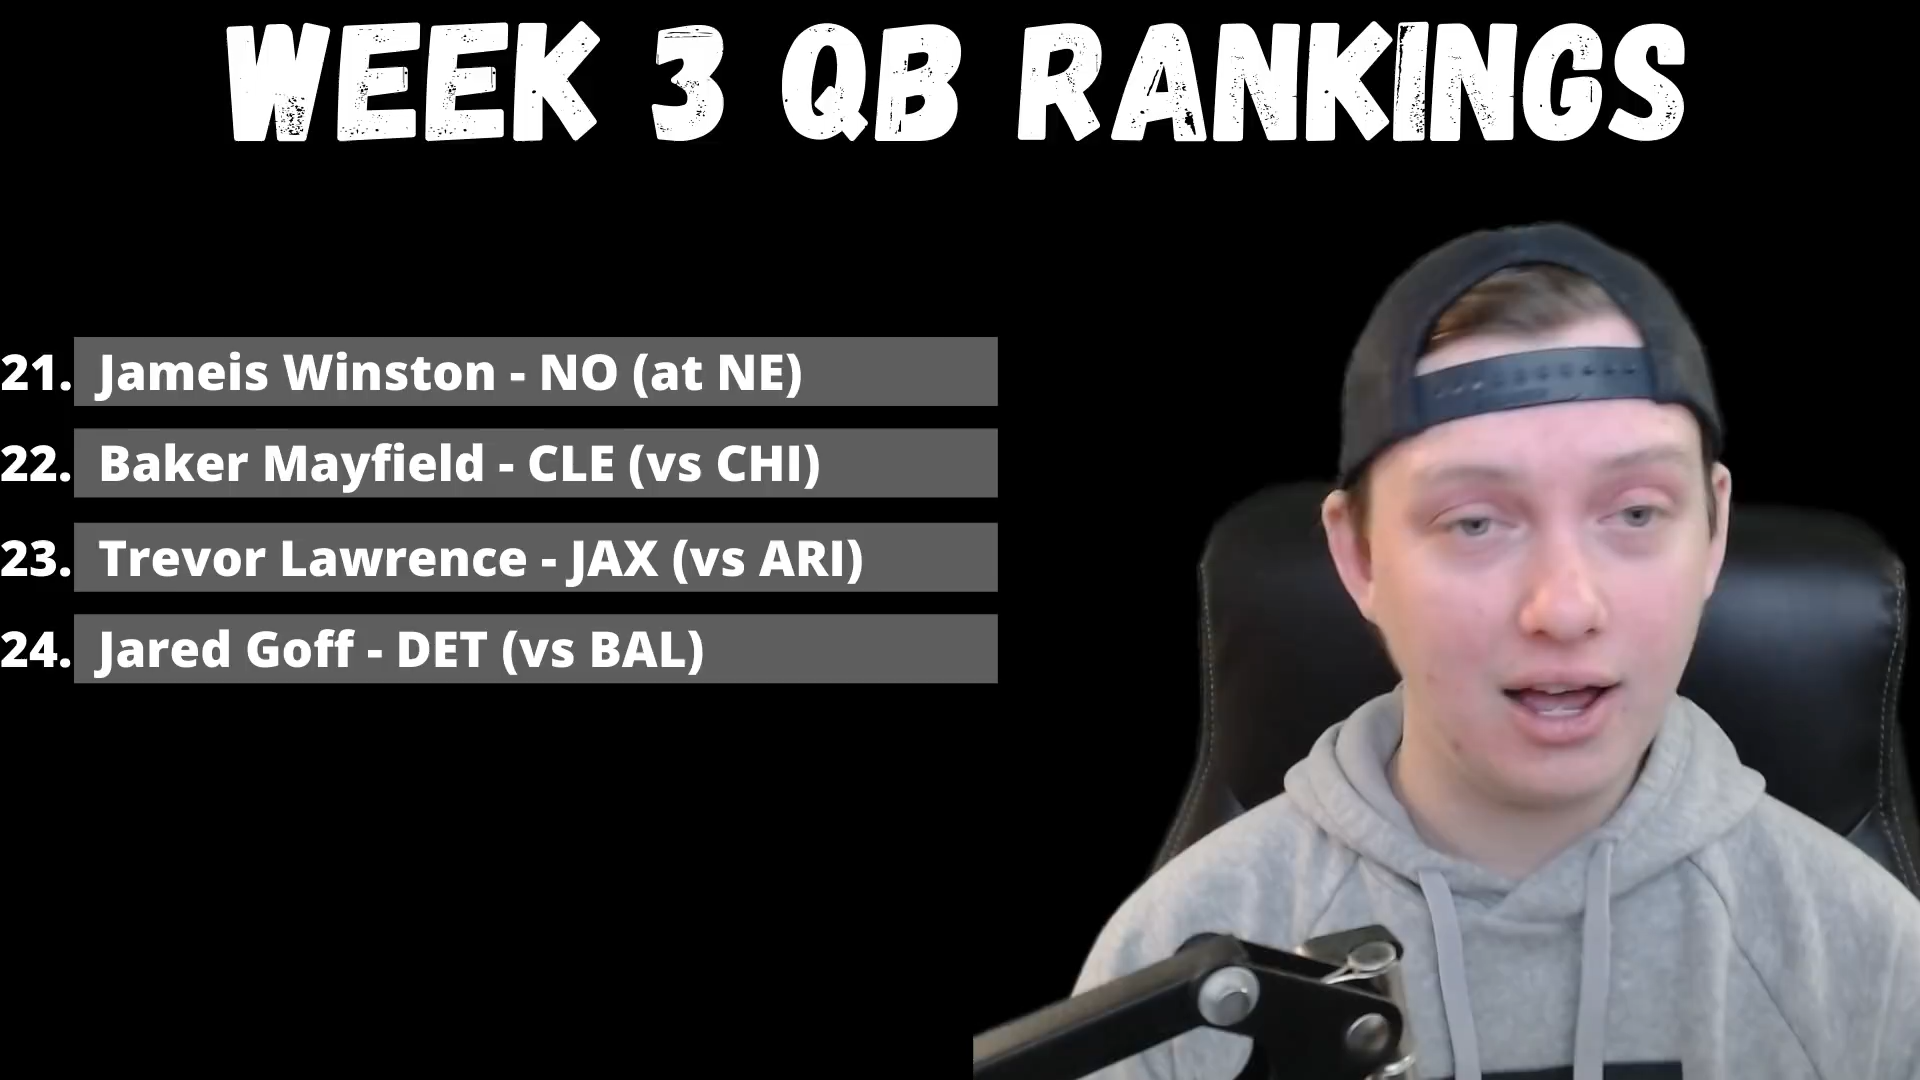 WEEK 3 QB RANKINGS
21. Jameis Winston - NO (at NE)
22. Baker Mayfield - CLE (vs CHI)
23. Trevor Lawrence - JAX (vs ARI)
24. Jared Goff - DET (vs BAL)